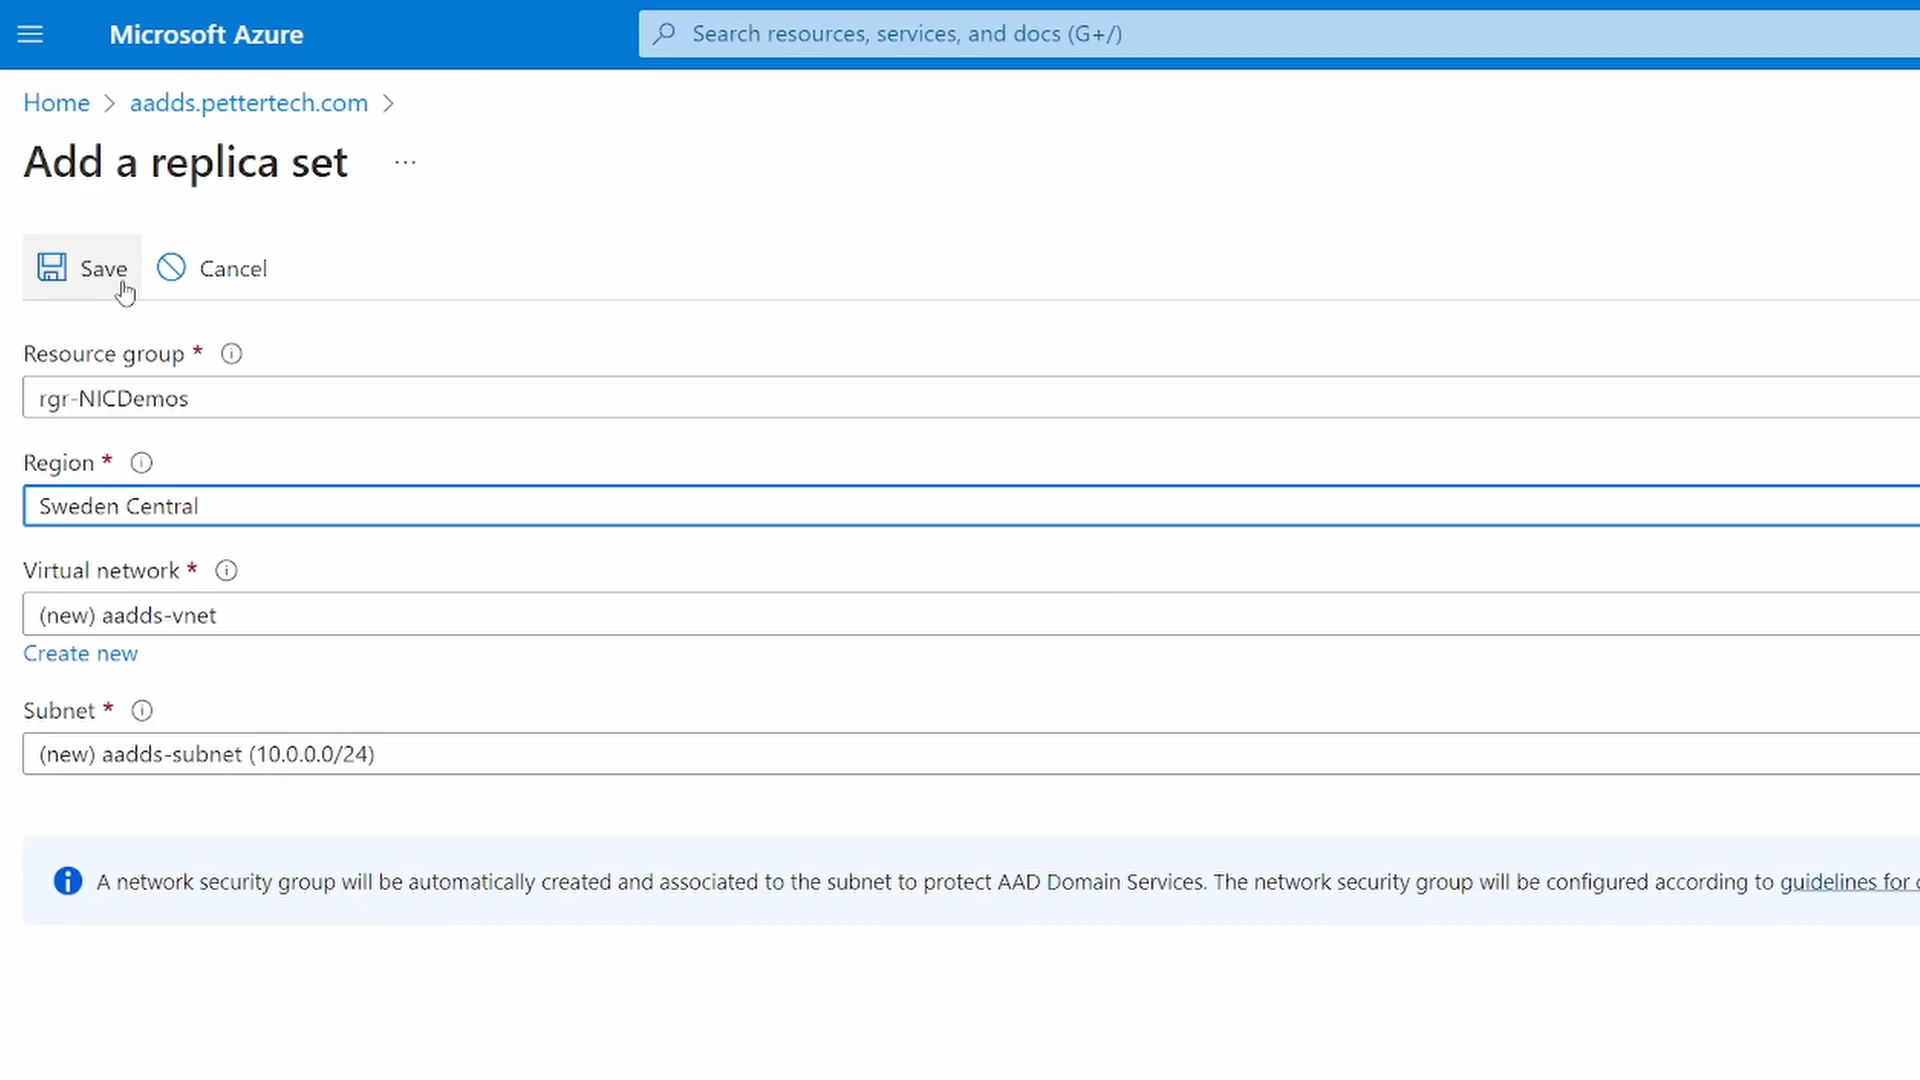 Microsoft Azure
Search resources, services, and docs (G+/)
Home > aadds.pettertech.com >
Add a replica set ...
Save Cancel
Resource group *
rgr-NICDemos
Region *
Sweden Central
Virtual network *
(new) aadds-vnet
Create new
Subnet *
(new) aadds-subnet (10.0.0.0/24)
A network security group will be automatically created and associated to the subnet to protect AAD Domain Services. The network security group will be configured according to guidelines for